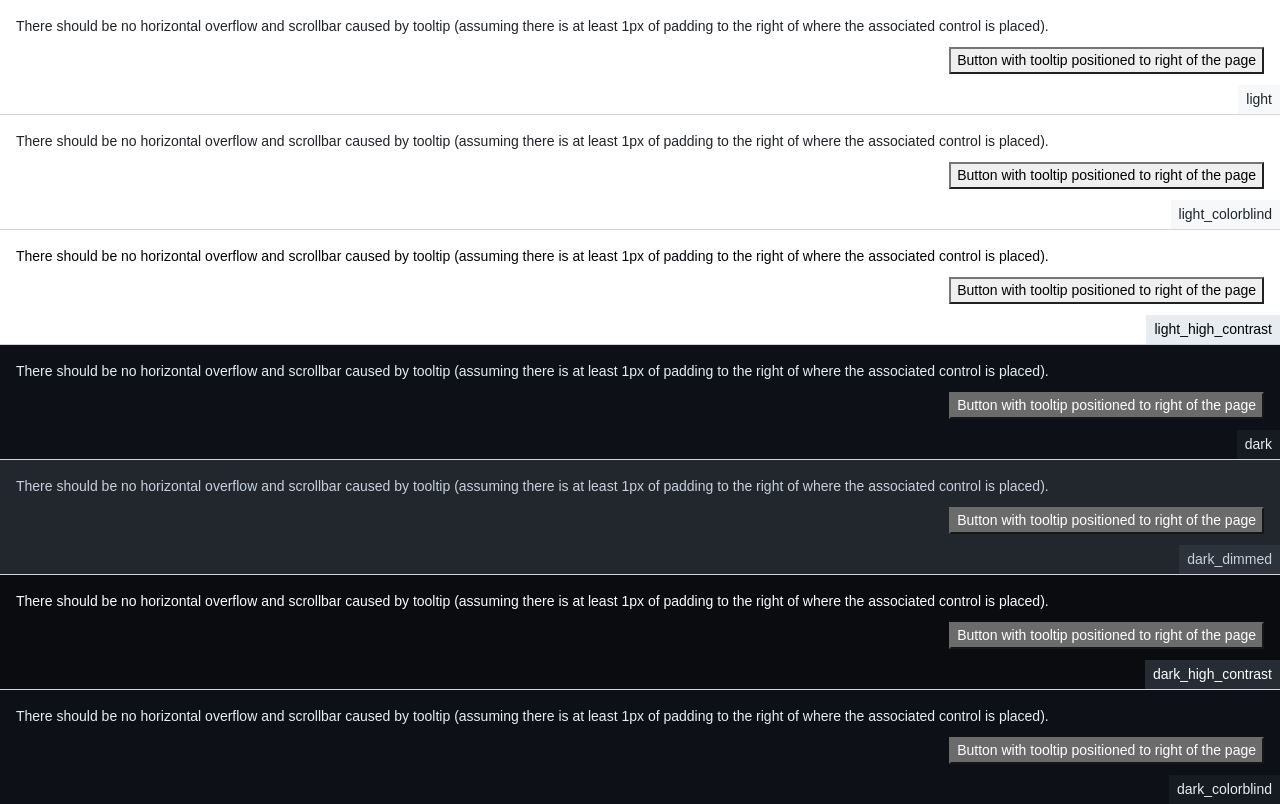 There should be no horizontal overflow and scrollbar caused by tooltip (assuming there is at least 1px of padding to the right of where the associated control is placed).
Button with tooltip positioned to right of the page
light
There should be no horizontal overflow and scrollbar caused by tooltip (assuming there is at least 1px of padding to the right of where the associated control is placed).
Button with tooltip positioned to right of the page
light_colorblind
There should be no horizontal overflow and scrollbar caused by tooltip (assuming there is at least 1px of padding to the right of where the associated control is placed).
Button with tooltip positioned to right of the page
light_high_contrast
There should be no horizontal overflow and scrollbar caused by tooltip (assuming there is at least 1px of padding to the right of where the associated control is placed).
Button with tooltip positioned to right of the page
dark
There should be no horizontal overflow and scrollbar caused by tooltip (assuming there is at least 1px of padding to the right of where the associated control is placed).
Button with tooltip positioned to right of the page
dark_dimmed
There should be no horizontal overflow and scrollbar caused by tooltip (assuming there is at least 1px of padding to the right of where the associated control is placed).
Button with tooltip positioned to right of the page
dark_high_contrast
There should be no horizontal overflow and scrollbar caused by tooltip (assuming there is at least 1px of padding to the right of where the associated control is placed).
Button with tooltip positioned to right of the page
dark_colorblind